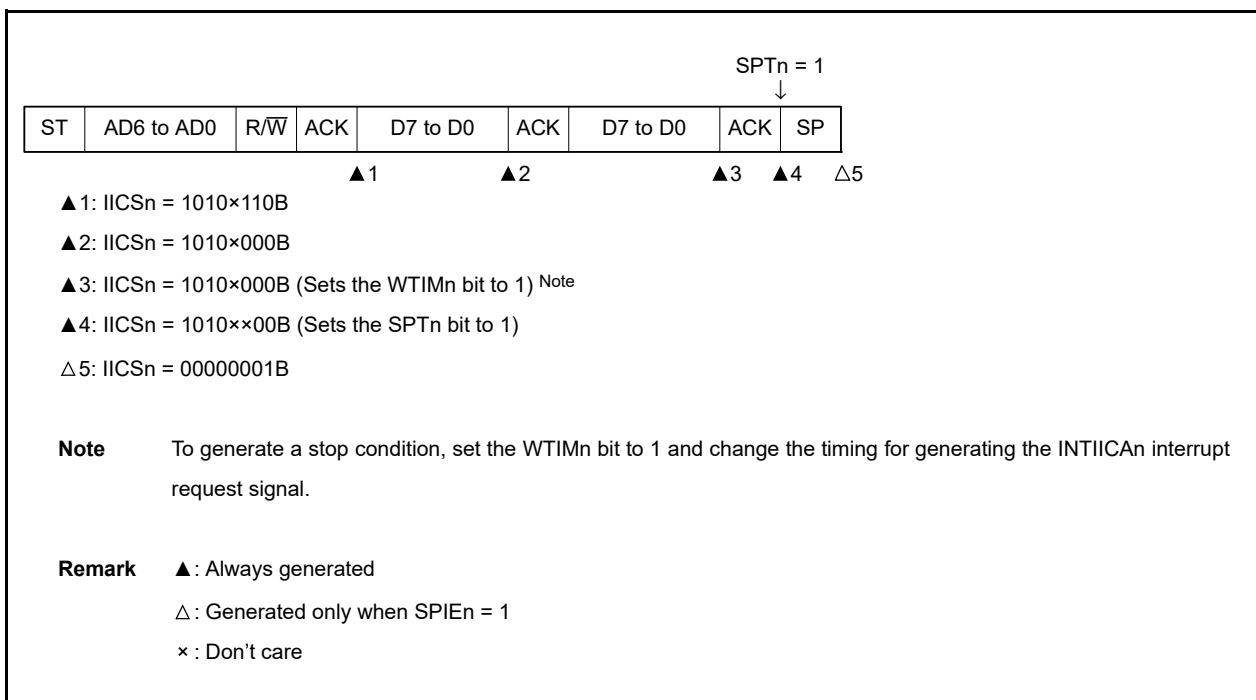 SPTn = 1
↓
ST AD6 to AD0 R/W̅ ACK D7 to D0 ACK D7 to D0 ACK SP
▲1 ▲2 ▲3 ▲4 △5
▲1: IICSn = 1010×110B
▲2: IICSn = 1010×000B
▲3: IICSn = 1010×000B (Sets the WTIMn bit to 1) Note
▲4: IICSn = 1010××00B (Sets the SPTn bit to 1)
△5: IICSn = 00000001B
Note To generate a stop condition, set the WTIMn bit to 1 and change the timing for generating the INTIICAn interrupt
request signal.
Remark ▲: Always generated
△: Generated only when SPIEn = 1
× : Don’t care